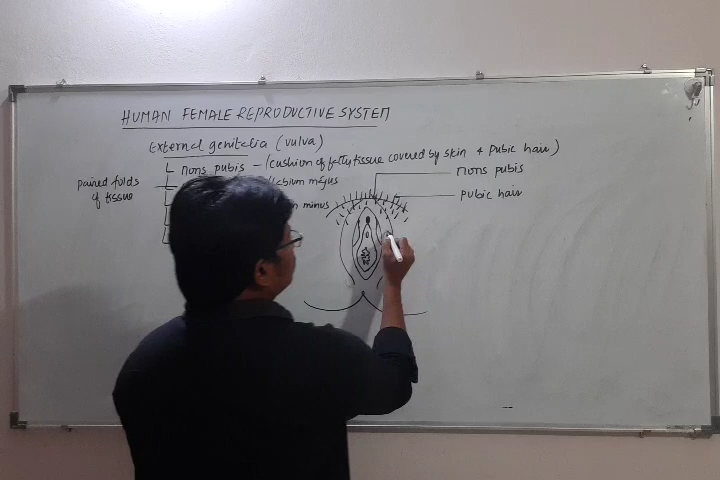 HUMAN FEMALE REPRODUCTIVE SYSTEM
External genitalia (vulva)
mons pubis - (cushion of fatty tissue covered by skin + pubic hair)
paired folds
of tissue
labium majus
minus
mons pubis
pubic hair